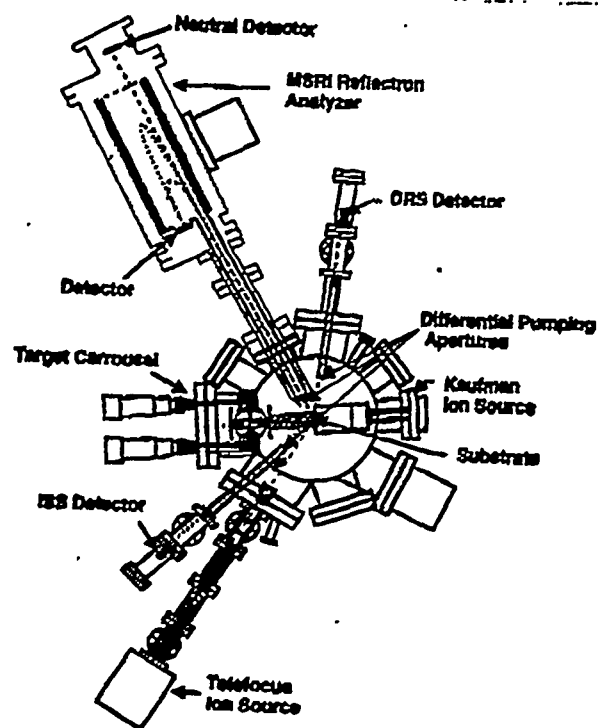 Neutral Detector
MSRI Reflectron
Analyzer
DRS Detector
Detector
Differential Pumping
Apertures
Target Carrousel
Kaufman
Ion Source
Substrate
ISS Detector
Telefocus
Ion Source